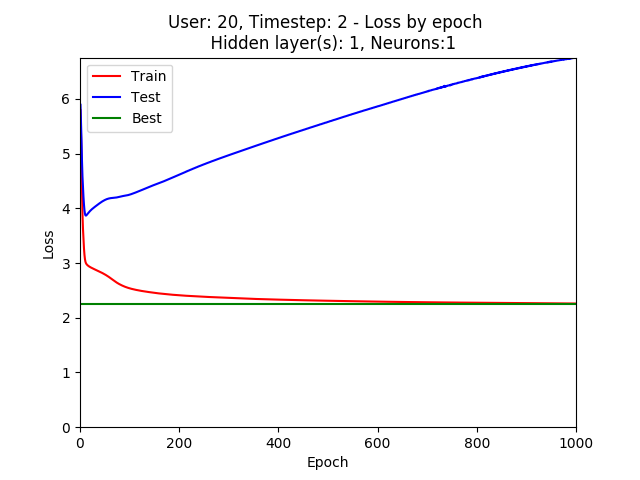 User: 20, Timestep: 2 - Loss by epoch
Hidden layer(s): 1, Neurons:1
Train
Test
Best
6
5
4
3
2
1
0
Loss
0 200 400 600 800 1000
Epoch